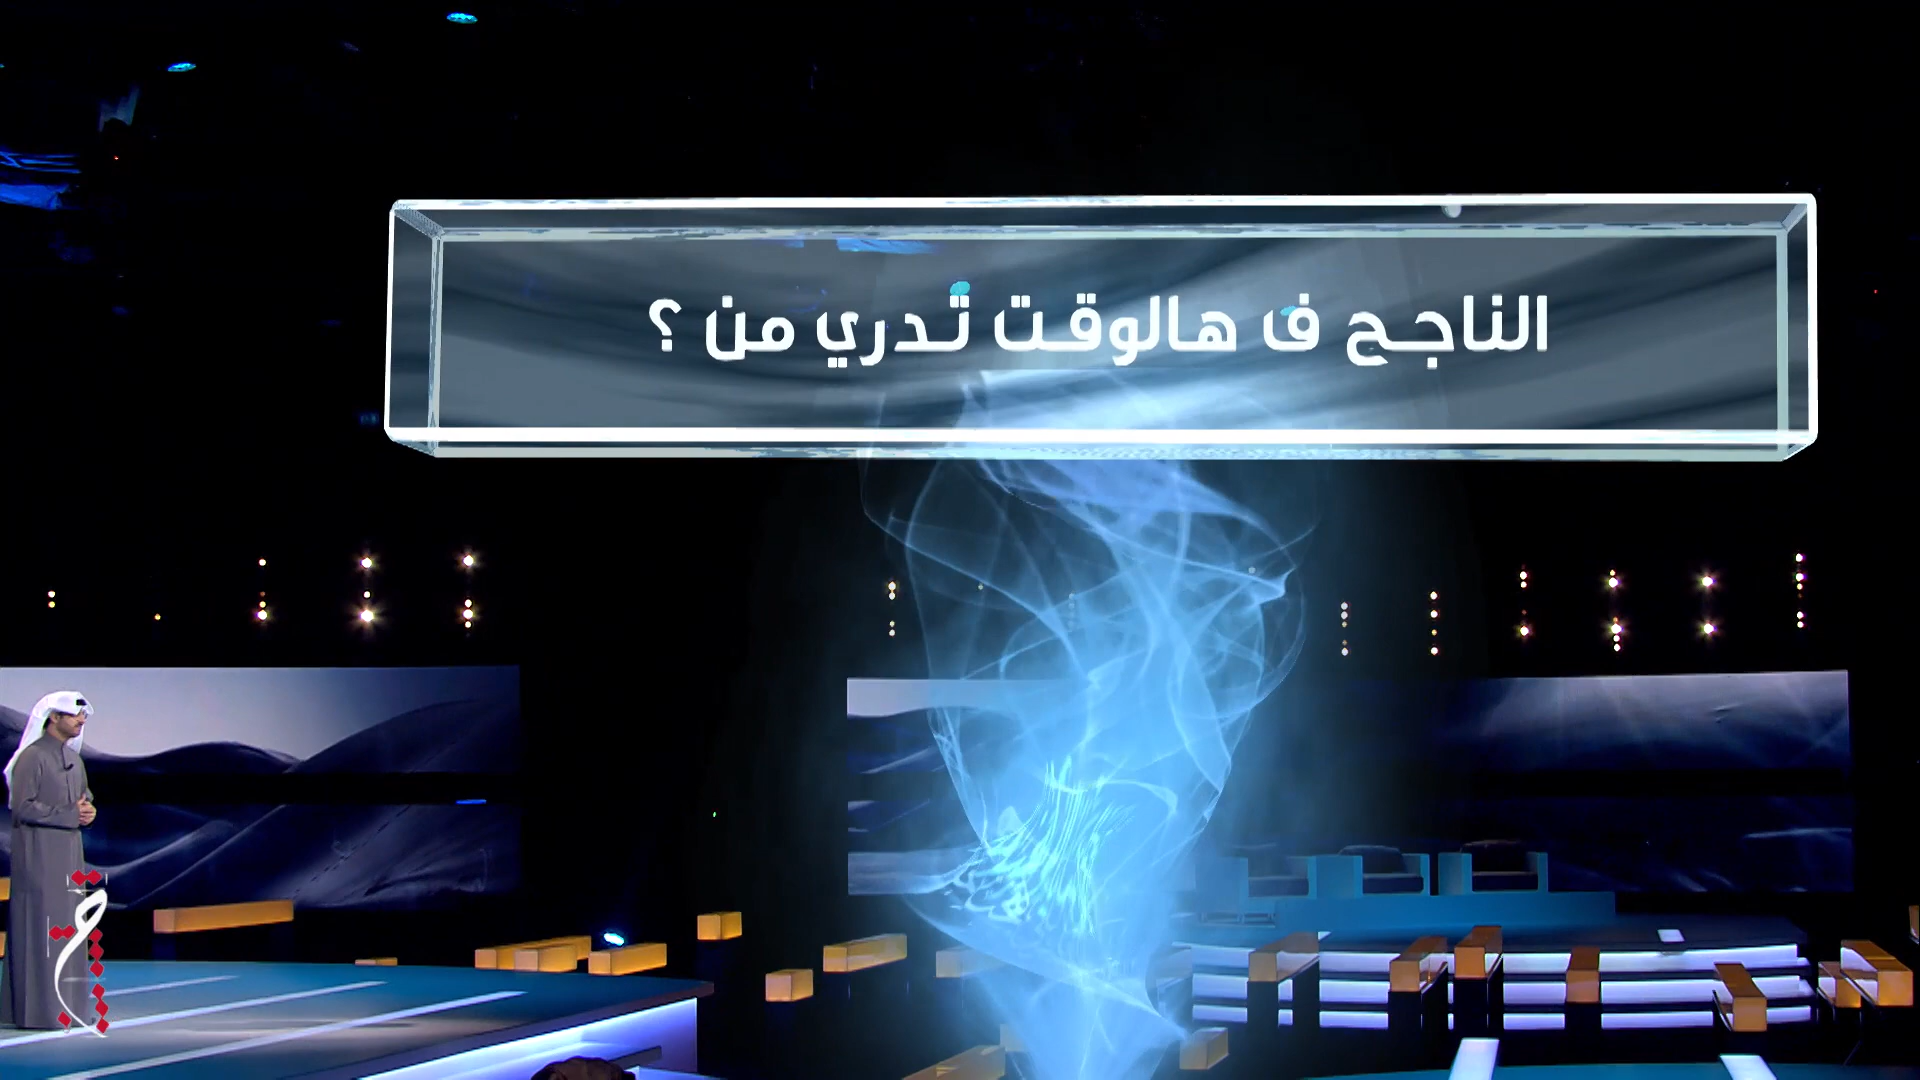 الناجح ف هالوقت تدري من ؟